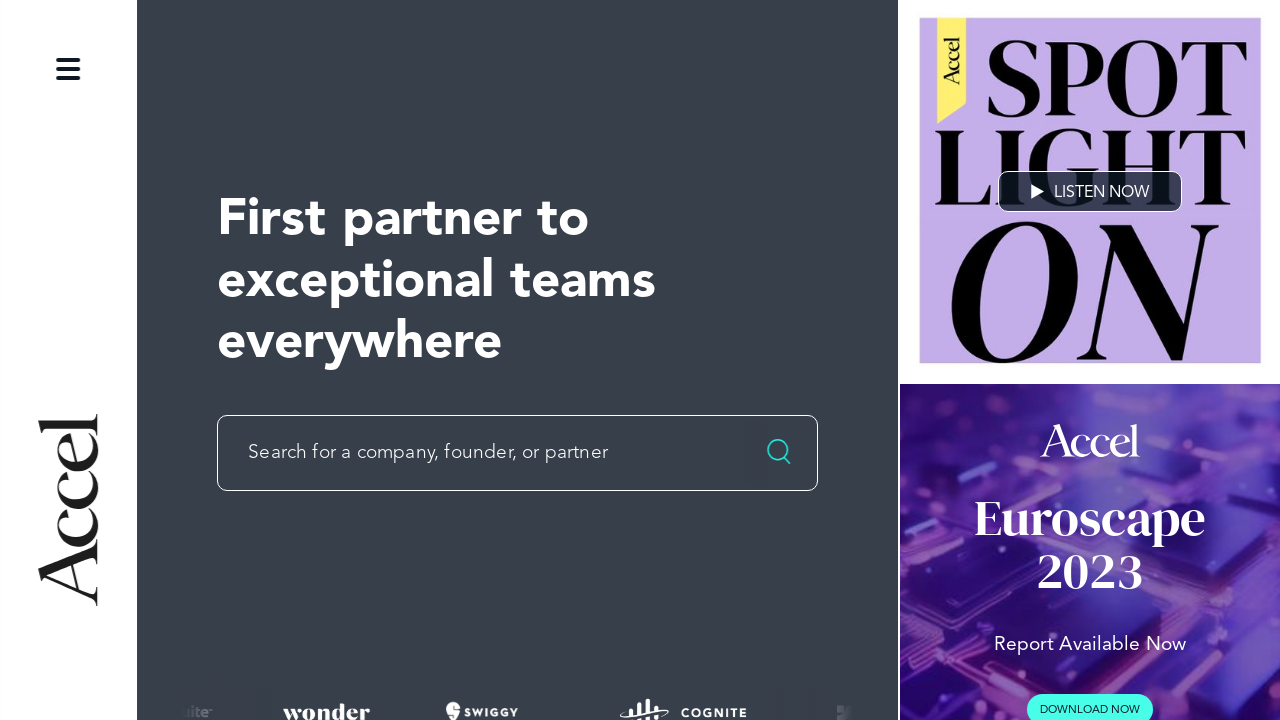 Accel
First partner to
exceptional teams
everywhere
Search for a company, founder, or partner
wonder
SWIGGY
COGNITE
Accel
SPOT
LIGHT
ON
LISTEN NOW
Accel
Euroscape
2023
Report Available Now
DOWNLOAD NOW